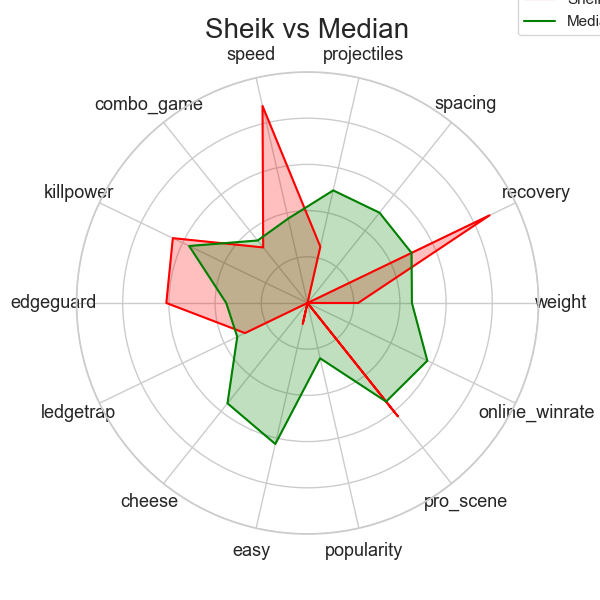 Sheik vs Median
speed
projectiles
combo_game
spacing
killpower
recovery
edgeguard
weight
ledgetrap
online_winrate
cheese
pro_scene
easy
popularity